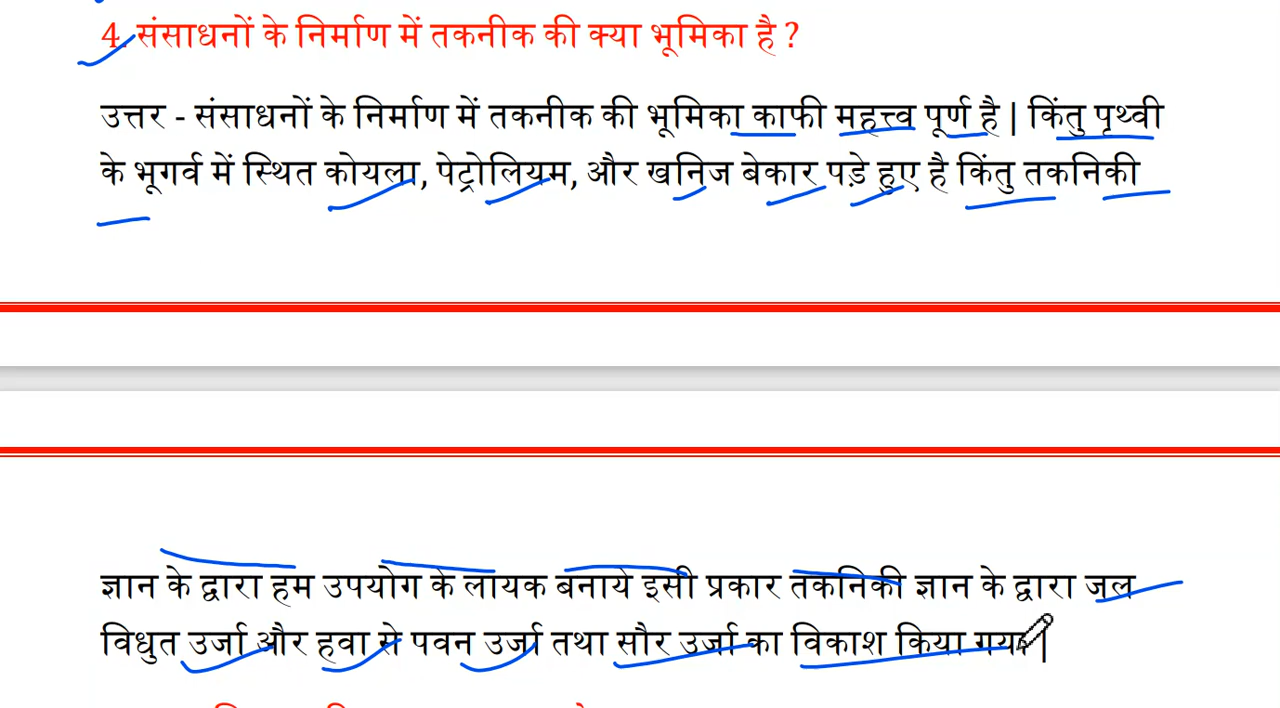 4. संसाधनों के निर्माण में तकनीक की क्या भूमिका है ?
उत्तर - संसाधनों के निर्माण में तकनीक की भूमिका काफी महत्त्व पूर्ण है | किंतु पृथ्वी
के भूगर्व में स्थित कोयला, पेट्रोलियम, और खनिज बेकार पड़े हुए है किंतु तकनिकी
ज्ञान के द्वारा हम उपयोग के लायक बनाये इसी प्रकार तकनिकी ज्ञान के द्वारा जल
विधुत उर्जा और हवा से पवन उर्जा तथा सौर उर्जा का विकाश किया गया |